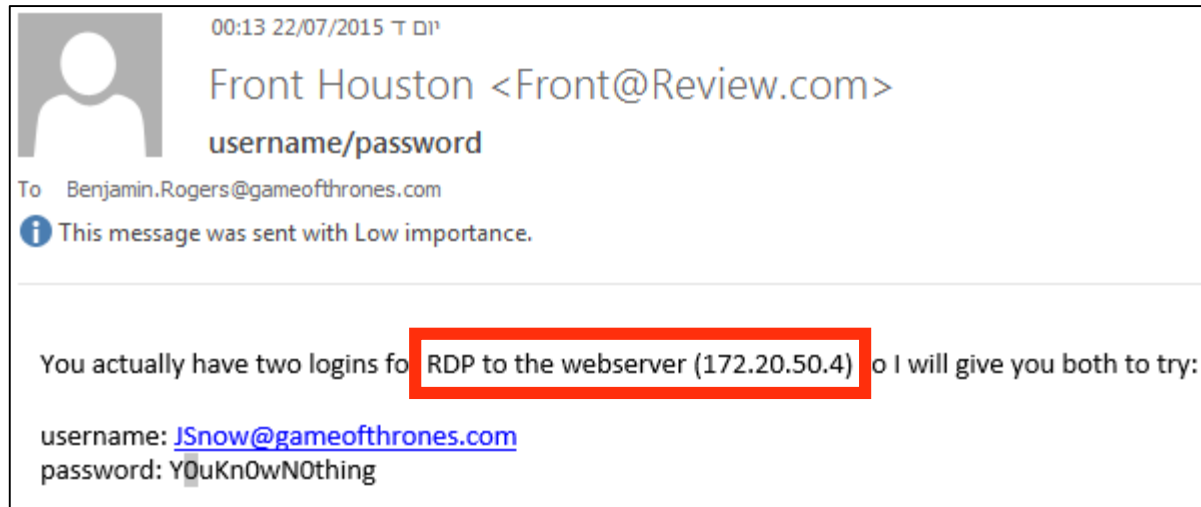 00:13 22/07/2015 יום ד
Front Houston <Front@Review.com>
username/password
To Benjamin.Rogers@gameofthrones.com
i This message was sent with Low importance.
You actually have two logins fo RDP to the webserver (172.20.50.4) o I will give you both to try:
username: JSnow@gameofthrones.com
password: Y0uKn0wN0thing